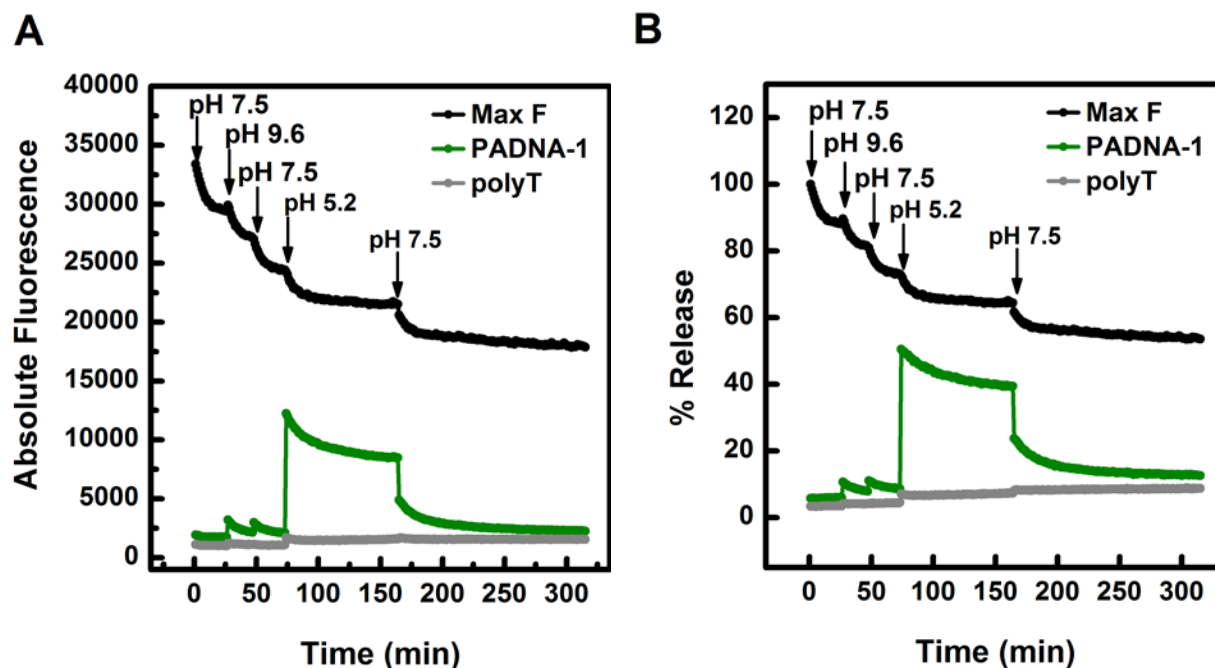 A
Absolute Fluorescence
40000
35000
30000
25000
20000
15000
10000
5000
0
pH 7.5
pH 9.6
pH 7.5
pH 5.2
pH 7.5
Max F
PADNA-1
polyT
0 50 100 150 200 250 300
Time (min)
B
% Release
120
100
80
60
40
20
0
pH 7.5
pH 9.6
pH 7.5
pH 5.2
pH 7.5
Max F
PADNA-1
polyT
0 50 100 150 200 250 300
Time (min)